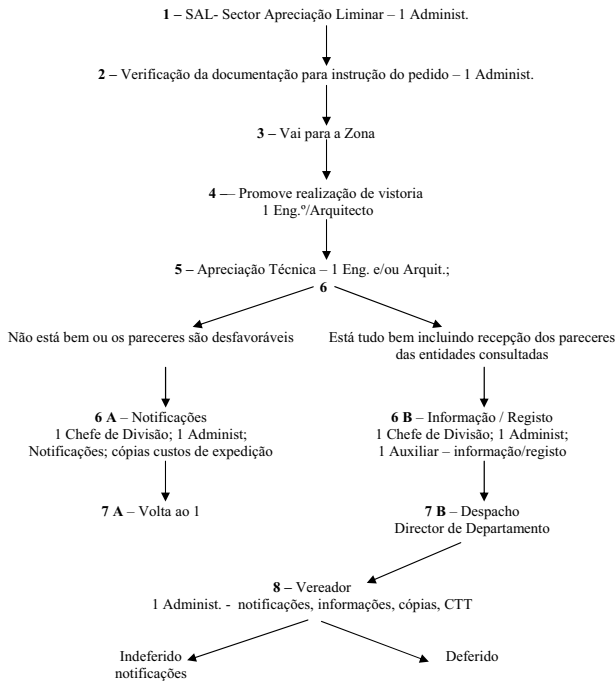 1 – SAL- Sector Apreciação Liminar – 1 Administ.
2 – Verificação da documentação para instrução do pedido – 1 Administ.
3 – Vai para a Zona
4 –– Promove realização de vistoria
1 Eng.º/Arquitecto
5 – Apreciação Técnica – 1 Eng. e/ou Arquit.;
6
Não está bem ou os pareceres são desfavoráveis
Está tudo bem incluindo recepção dos pareceres
das entidades consultadas
6 A – Notificações
1 Chefe de Divisão; 1 Administ;
Notificações; cópias custos de expedição
6 B – Informação / Registo
1 Chefe de Divisão; 1 Administ;
1 Auxiliar – informação/registo
7 A – Volta ao 1
7 B – Despacho
Director de Departamento
8 – Vereador
1 Administ. - notificações, informações, cópias, CTT
Indeferido
notificações
Deferido